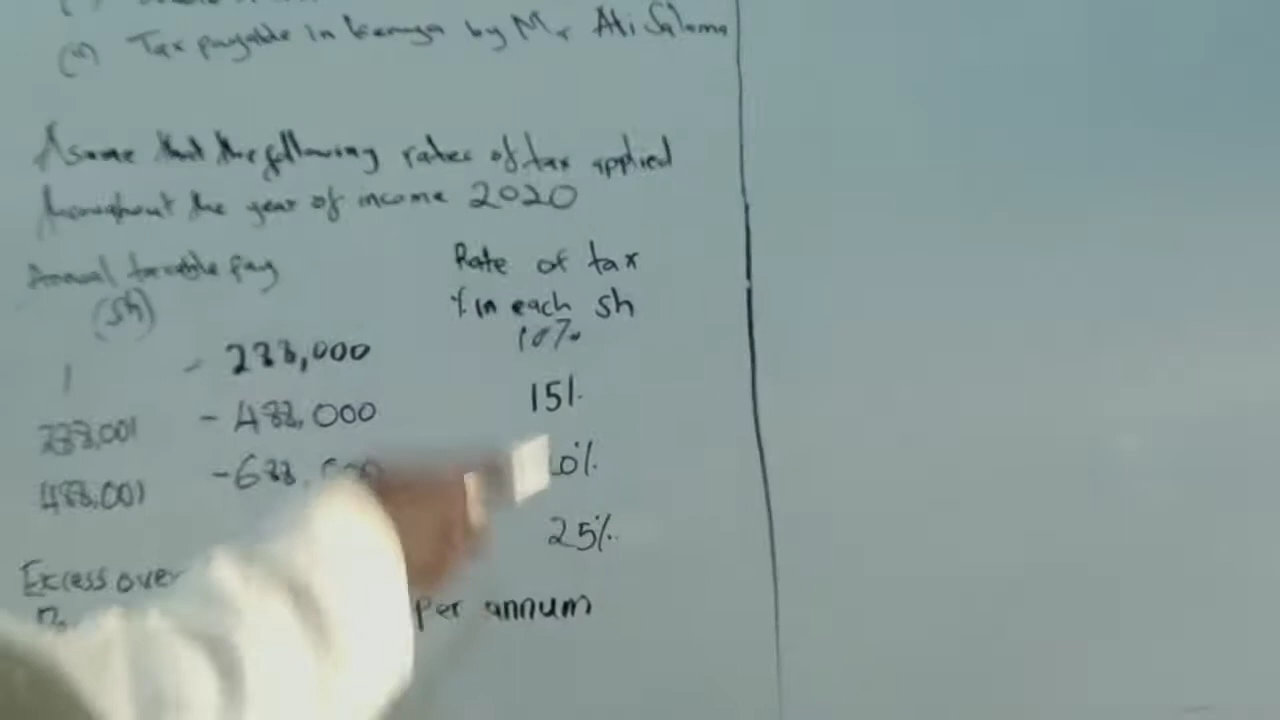 (ii) Tax payable in Kenya by Mr Ali Salama
Assume that the following rates of tax applied
throughout the year of income 2020
Annual taxable pay Rate of tax
(Sh) % in each sh
1 - 288,000 10%
288,001 - 488,000 15%
488,001 - 688, 0%
25%
Excess over
per annum